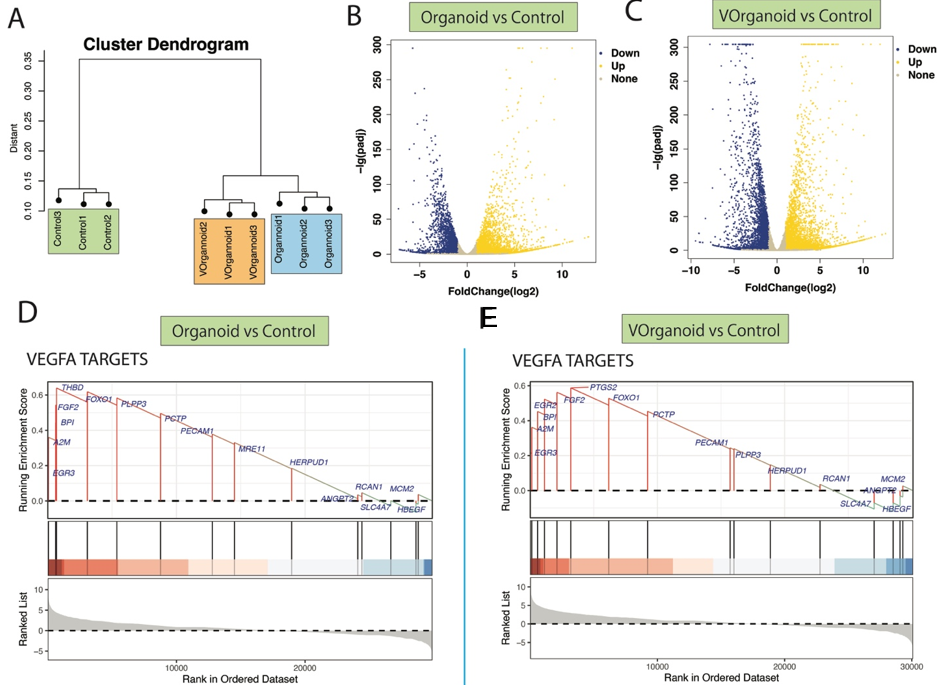 A
Cluster Dendrogram
Distant
0.35
0.30
0.25
0.20
0.15
0.10
Control3
Control1
Control2
VOrgannoid2
VOrgannoid1
VOrgannoid3
Organnoid1
Organnoid2
Organnoid3
B
Organoid vs Control
-lg(padj)
300
250
200
150
100
50
0
-5
0
5
10
FoldChange(log2)
Down
Up
None
C
VOrganoid vs Control
-lg(padj)
300
250
200
150
100
50
0
-10
-5
0
5
10
FoldChange(log2)
Down
Up
None
D
Organoid vs Control
VEGFA TARGETS
Running Enrichment Score
0.6
0.4
0.2
0.0
THBD
FGF2
FOXO1
PLPP3
BPI
PCTP
PECAM1
A2M
MRE11
EGR3
HERPUD1
RCAN1
MCM2
ANGPT2
SLC4A7
HBEGF
Ranked List
10
5
0
-5
10000
20000
Rank in Ordered Dataset
E
VOrganoid vs Control
VEGFA TARGETS
Running Enrichment Score
0.6
0.4
0.2
0.0
PTGS2
EGR2
FGF2
FOXO1
BPI
PCTP
A2M
PECAM1
EGR3
PLPP3
HERPUD1
RCAN1
MCM2
ANGPT2
SLC4A7
HBEGF
Ranked List
10
5
0
-5
10000
20000
30000
Rank in Ordered Dataset